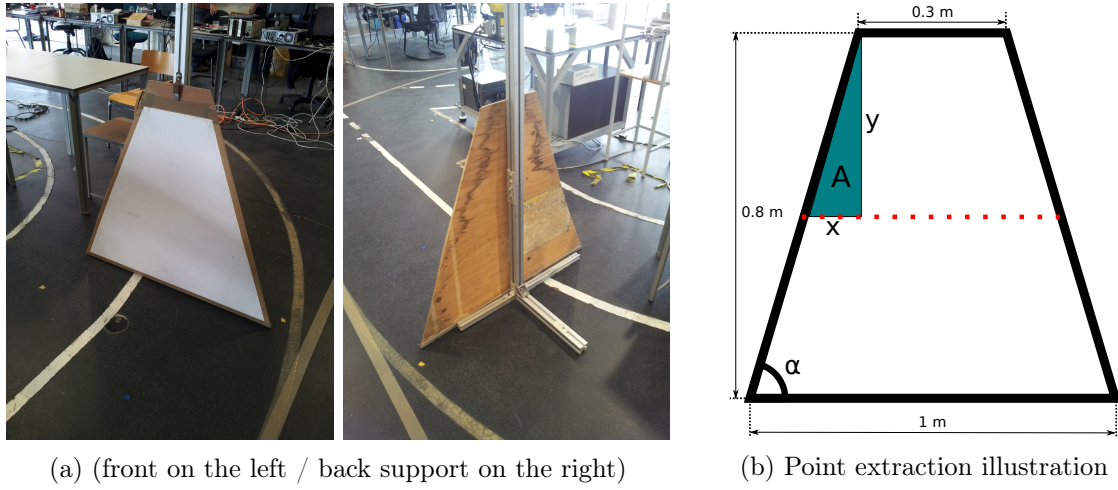 0.3 m
y
A
0.8 m
x
α
1 m
(a) (front on the left / back support on the right)
(b) Point extraction illustration